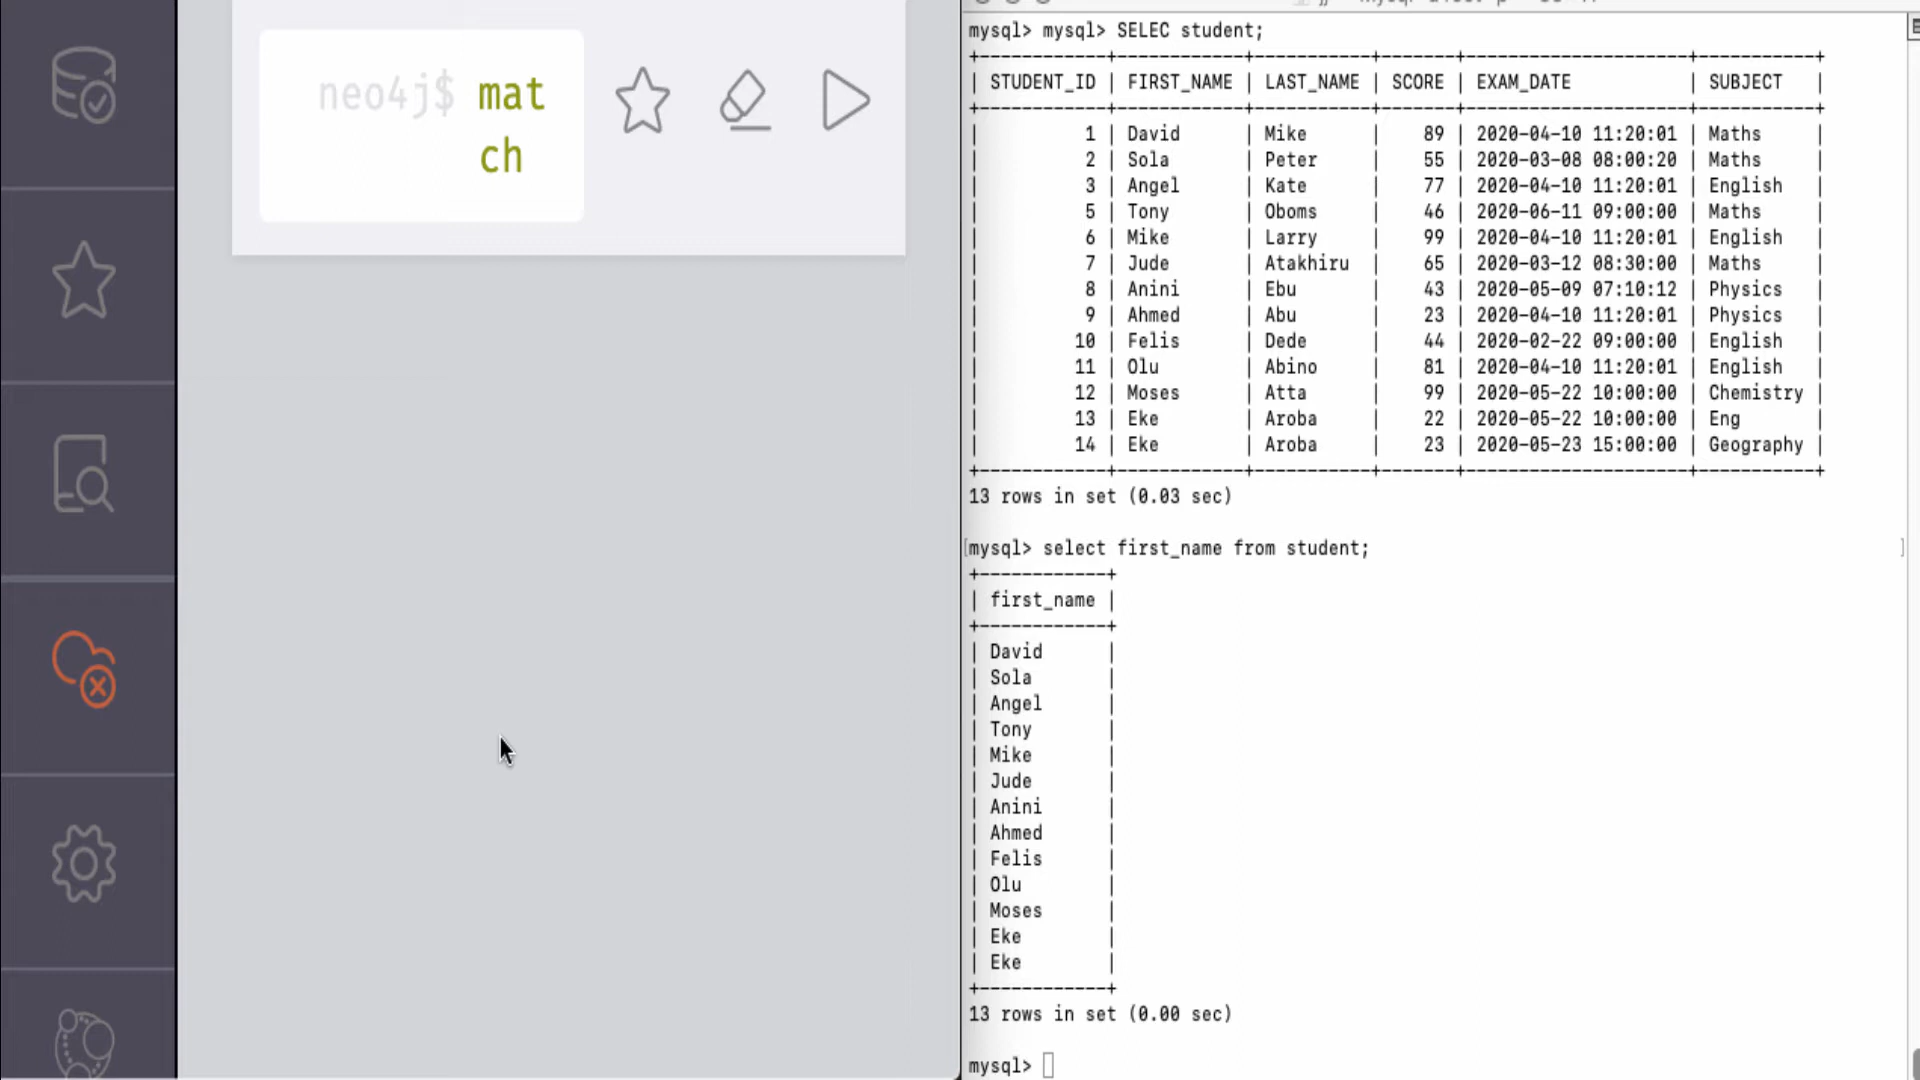 neo4j$ mat
ch
mysql> mysql> SELEC student;
+------------+------------+-----------+-------+---------------------+-----------+
| STUDENT_ID | FIRST_NAME | LAST_NAME | SCORE | EXAM_DATE           | SUBJECT   |
+------------+------------+-----------+-------+---------------------+-----------+
|          1 | David      | Mike      |    89 | 2020-04-10 11:20:01 | Maths     |
|          2 | Sola       | Peter     |    55 | 2020-03-08 08:00:20 | Maths     |
|          3 | Angel      | Kate      |    77 | 2020-04-10 11:20:01 | English   |
|          5 | Tony       | Oboms     |    46 | 2020-06-11 09:00:00 | Maths     |
|          6 | Mike       | Larry     |    99 | 2020-04-10 11:20:01 | English   |
|          7 | Jude       | Atakhiru  |    65 | 2020-03-12 08:30:00 | Maths     |
|          8 | Anini      | Ebu       |    43 | 2020-05-09 07:10:12 | Physics   |
|          9 | Ahmed      | Abu       |    23 | 2020-04-10 11:20:01 | Physics   |
|         10 | Felis      | Dede      |    44 | 2020-02-22 09:00:00 | English   |
|         11 | Olu        | Abino     |    81 | 2020-04-10 11:20:01 | English   |
|         12 | Moses      | Atta      |    99 | 2020-05-22 10:00:00 | Chemistry |
|         13 | Eke        | Aroba     |    22 | 2020-05-22 10:00:00 | Eng       |
|         14 | Eke        | Aroba     |    23 | 2020-05-23 15:00:00 | Geography |
+------------+------------+-----------+-------+---------------------+-----------+
13 rows in set (0.03 sec)
[mysql> select first_name from student; ]
+------------+
| first_name |
+------------+
| David      |
| Sola       |
| Angel      |
| Tony       |
| Mike       |
| Jude       |
| Anini      |
| Ahmed      |
| Felis      |
| Olu        |
| Moses      |
| Eke        |
| Eke        |
+------------+
13 rows in set (0.00 sec)
mysql>